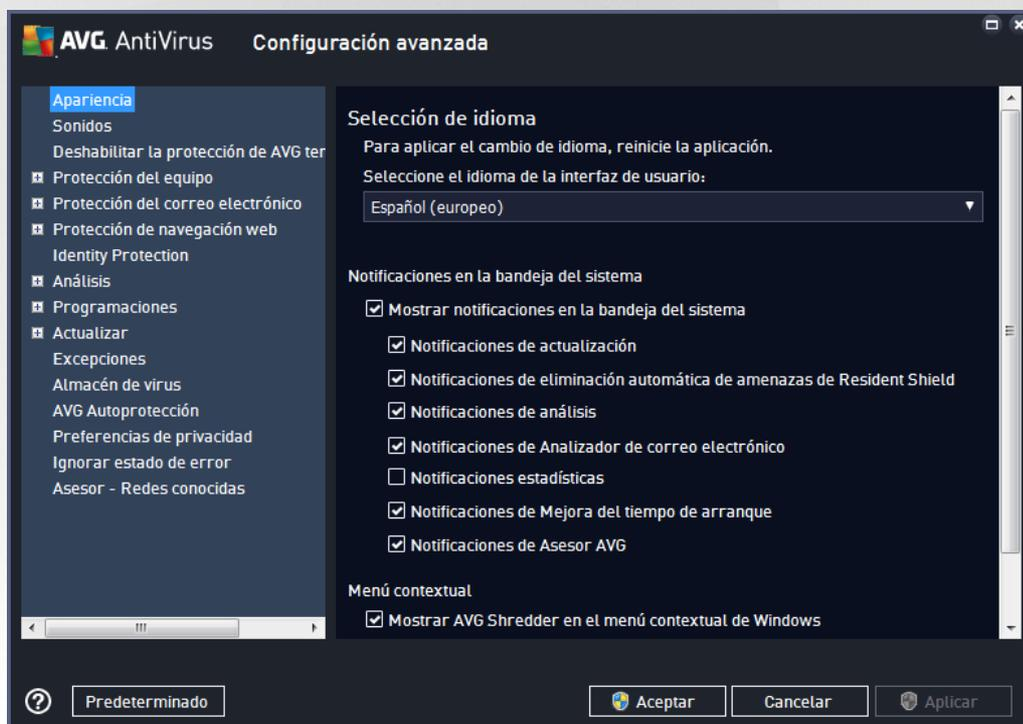 AVG. AntiVirus Configuración avanzada
Apariencia
Sonidos
Deshabilitar la protección de AVG ter
Protección del equipo
Protección del correo electrónico
Protección de navegación web
Identity Protection
Análisis
Programaciones
Actualizar
Excepciones
Almacén de virus
AVG Autoprotección
Preferencias de privacidad
Ignorar estado de error
Asesor - Redes conocidas
Selección de idioma
Para aplicar el cambio de idioma, reinicie la aplicación.
Seleccione el idioma de la interfaz de usuario:
Español (europeo)
Notificaciones en la bandeja del sistema
Mostrar notificaciones en la bandeja del sistema
Notificaciones de actualización
Notificaciones de eliminación automática de amenazas de Resident Shield
Notificaciones de análisis
Notificaciones de Analizador de correo electrónico
Notificaciones estadísticas
Notificaciones de Mejora del tiempo de arranque
Notificaciones de Asesor AVG
Menú contextual
Mostrar AVG Shredder en el menú contextual de Windows
? Predeterminado Aceptar Cancelar Aplicar